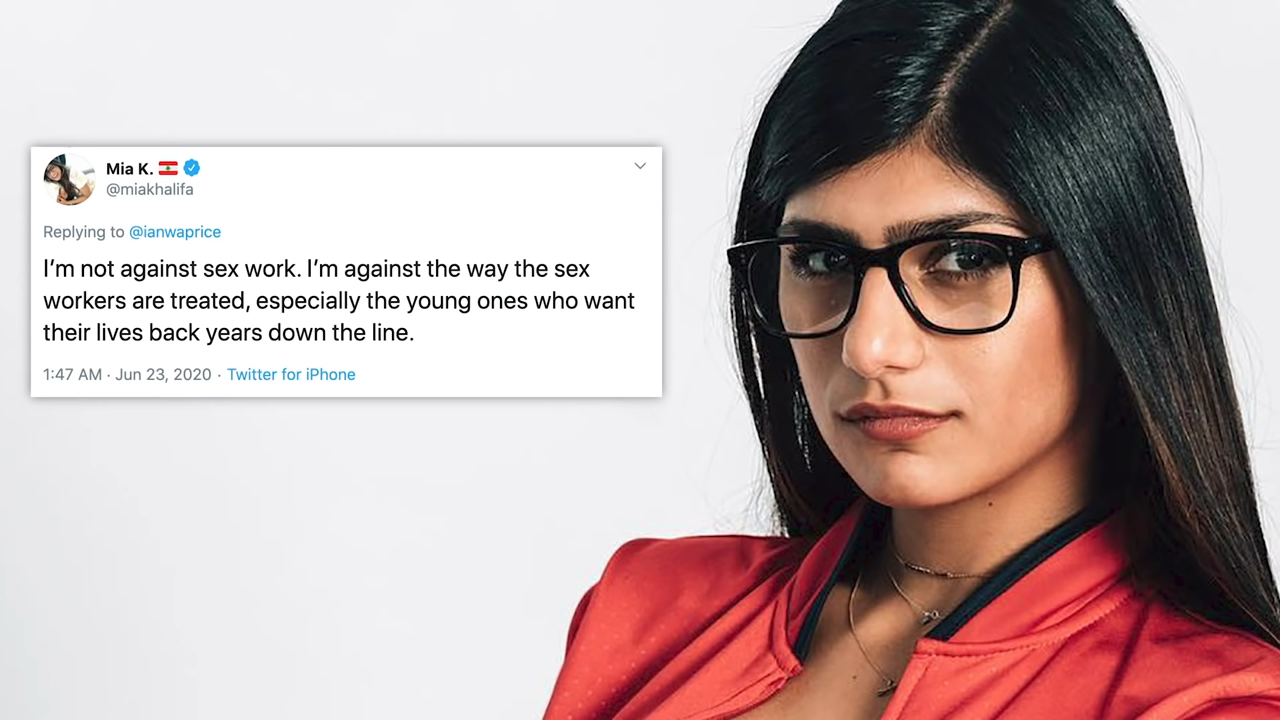 Mia K. 🇱🇧
@miakhalifa
Replying to @ianwaprice
I’m not against sex work. I’m against the way the sex
workers are treated, especially the young ones who want
their lives back years down the line.
1:47 AM · Jun 23, 2020 · Twitter for iPhone